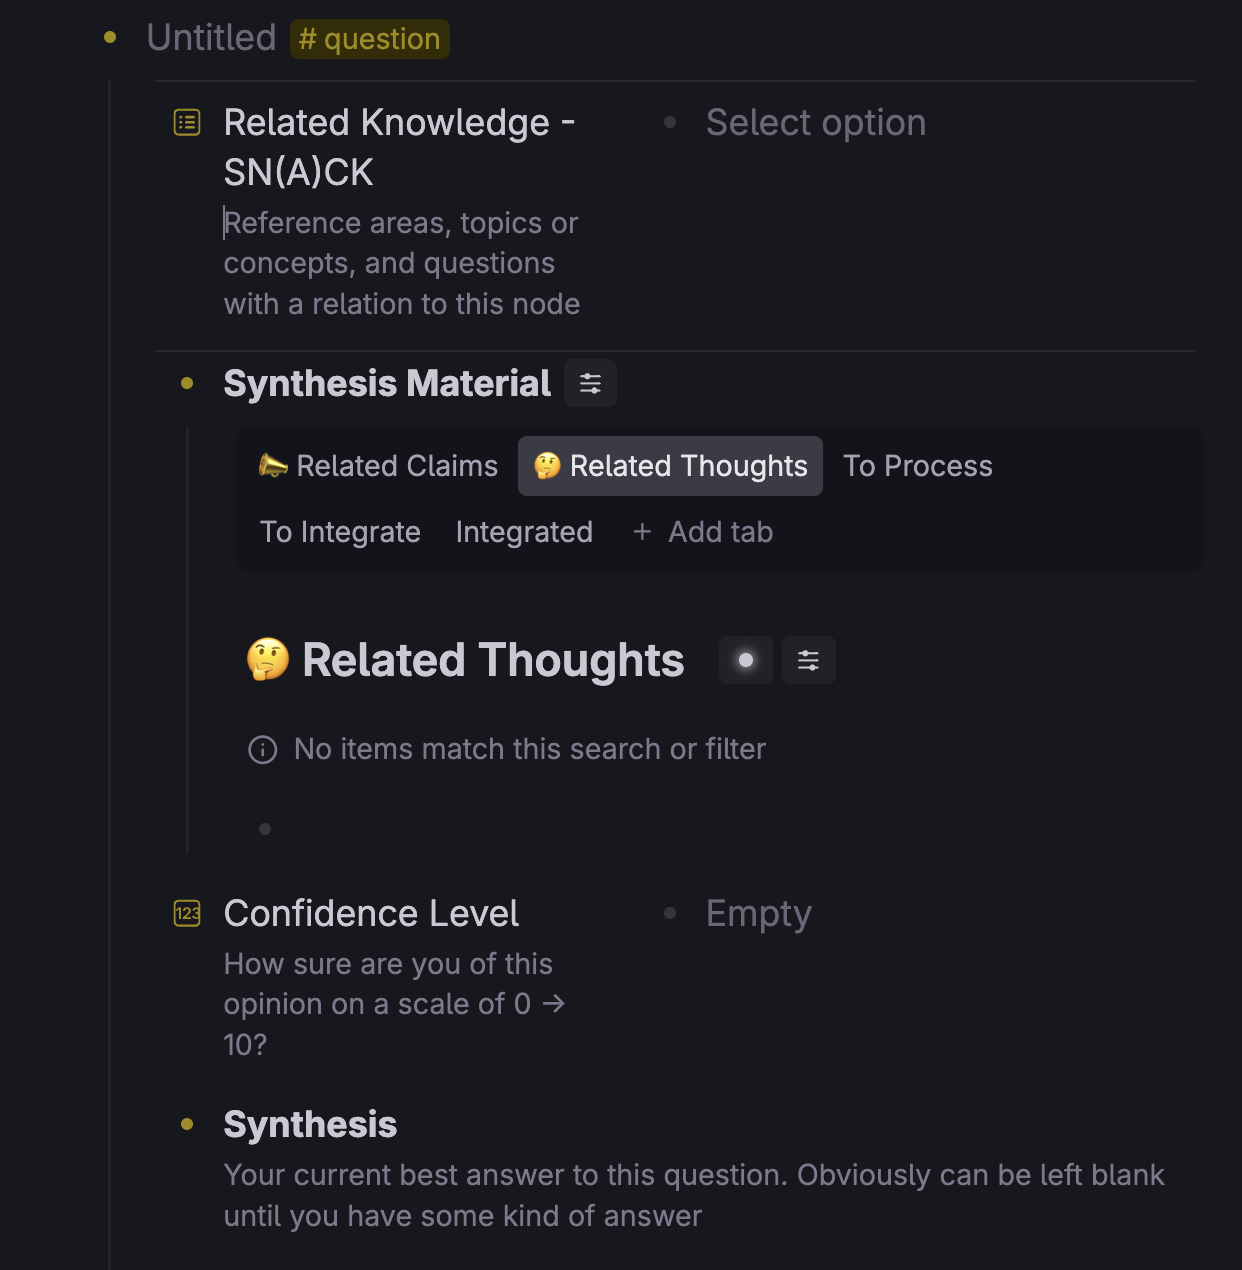 Untitled # question
Related Knowledge - Select option
SN(A)CK
Reference areas, topics or
concepts, and questions
with a relation to this node
Synthesis Material
📣 Related Claims 🤔 Related Thoughts To Process
To Integrate Integrated + Add tab
🤔 Related Thoughts
No items match this search or filter
123 Confidence Level Empty
How sure are you of this
opinion on a scale of 0 →
10?
Synthesis
Your current best answer to this question. Obviously can be left blank
until you have some kind of answer